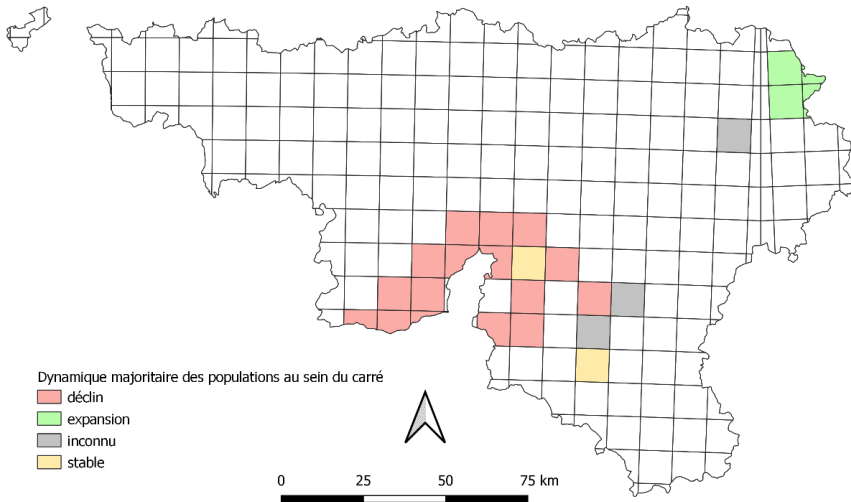 Dynamique majoritaire des populations au sein du carré
déclin
expansion
inconnu
stable
0 25 50 75 km